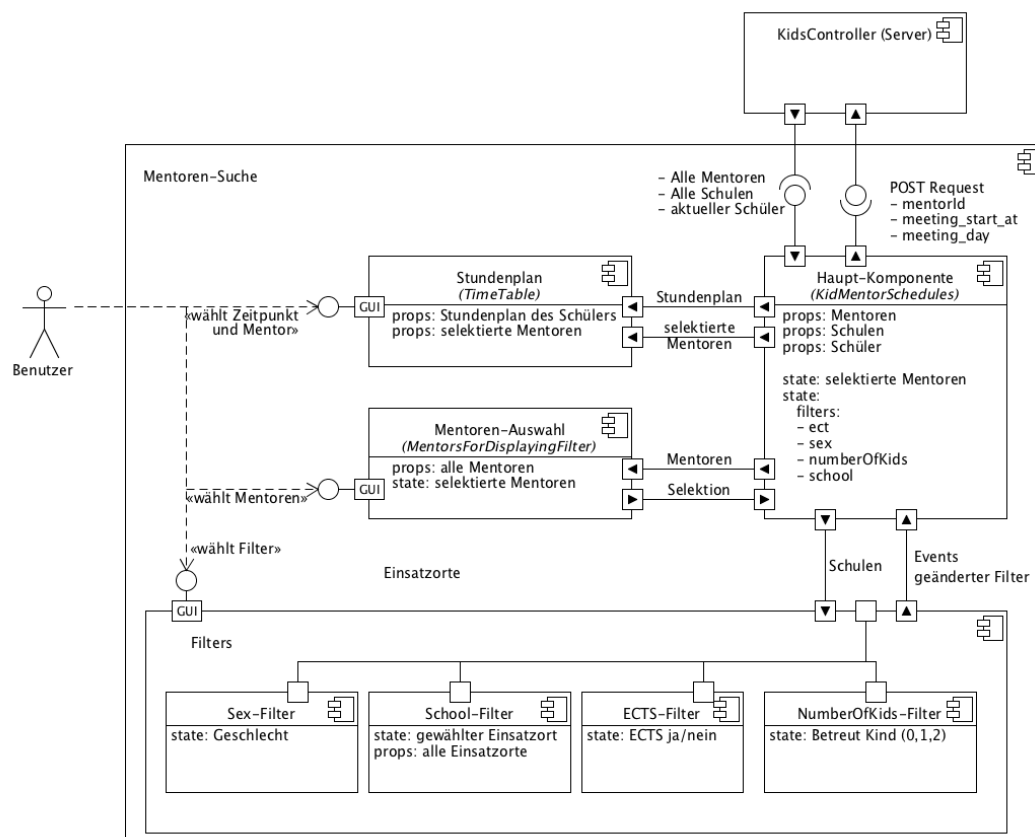 KidsController (Server)
Mentoren-Suche
- Alle Mentoren
- Alle Schulen
- aktueller Schüler
POST Request
- mentorId
- meeting_start_at
- meeting_day
Benutzer
«wählt Zeitpunkt
und Mentor»
GUI
Stundenplan
(TimeTable)
props: Stundenplan des Schülers
props: selektierte Mentoren
Stundenplan
selektierte
Mentoren
Haupt-Komponente
(KidMentorSchedules)
props: Mentoren
props: Schulen
props: Schüler
state: selektierte Mentoren
state:
filters:
- ect
- sex
- numberOfKids
- school
«wählt Mentoren»
GUI
Mentoren-Auswahl
(MentorsForDisplayingFilter)
props: alle Mentoren
state: selektierte Mentoren
Mentoren
Selektion
«wählt Filter»
Einsatzorte
Schulen
Events
geänderter Filter
GUI
Filters
Sex-Filter
state: Geschlecht
School-Filter
state: gewählter Einsatzort
props: alle Einsatzorte
ECTS-Filter
state: ECTS ja/nein
NumberOfKids-Filter
state: Betreut Kind (0,1,2)